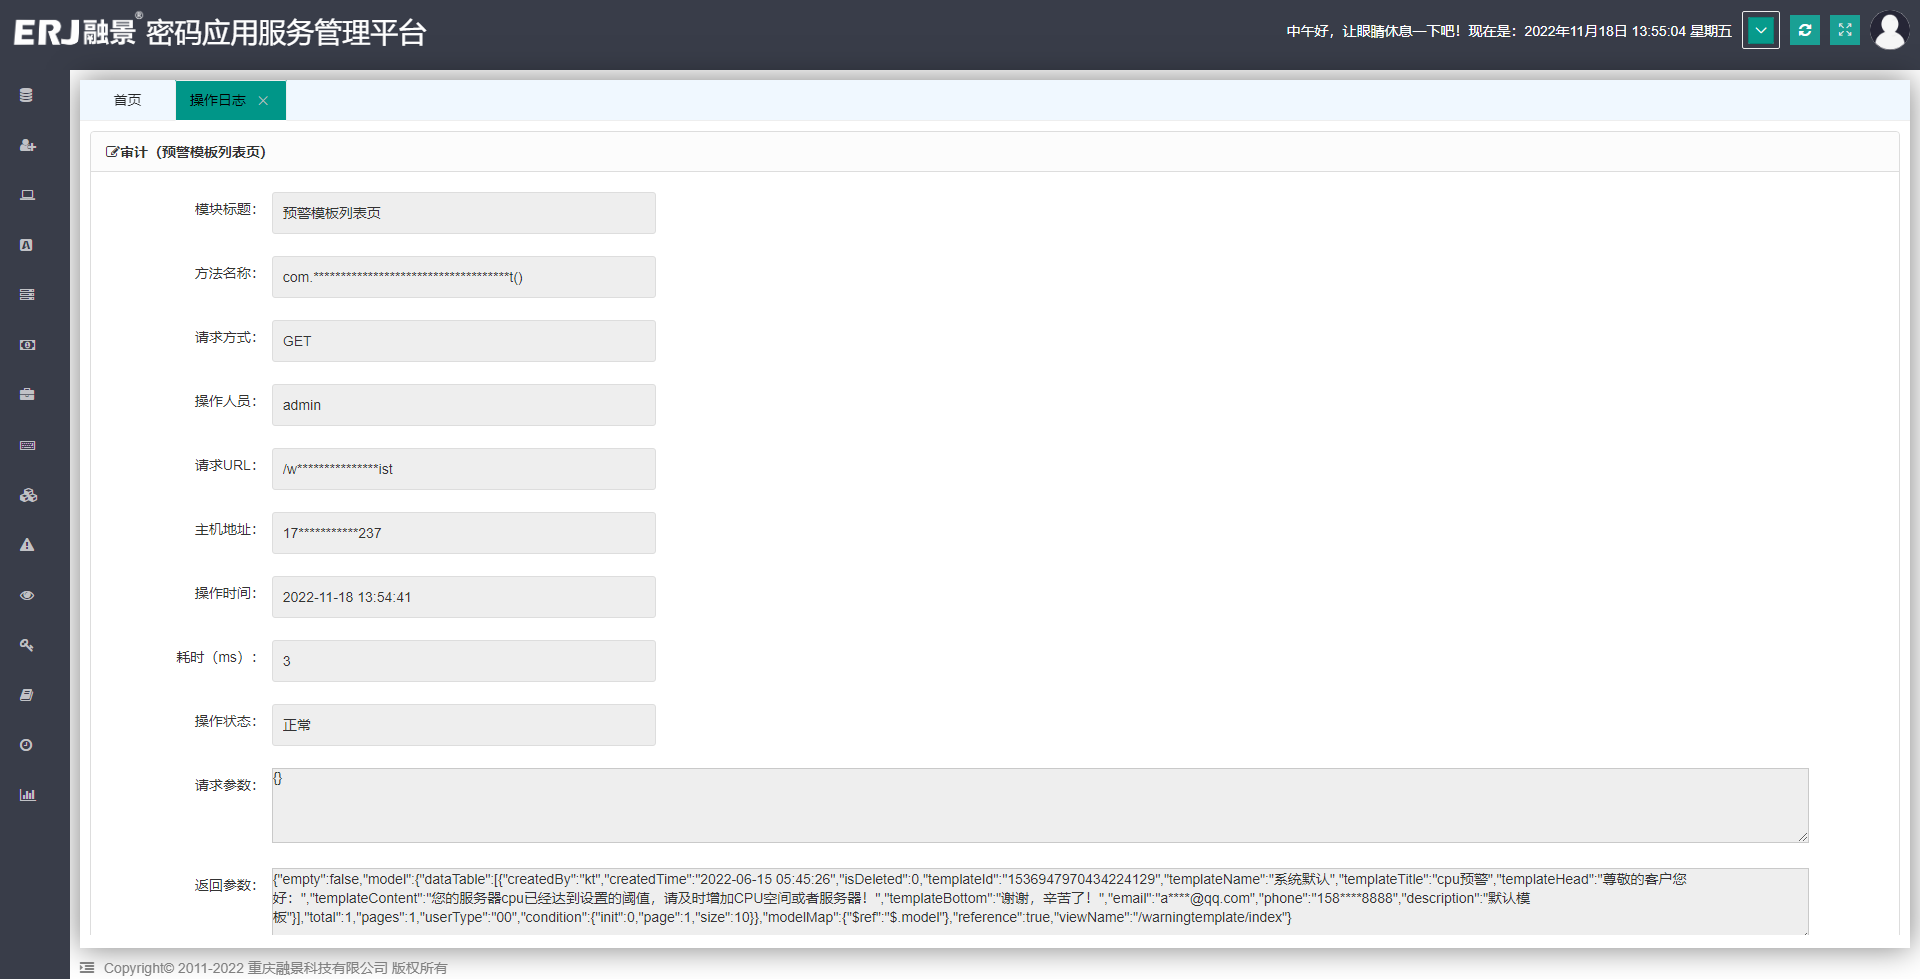 ERJ融景® 密码应用服务管理平台
中午好，让眼睛休息一下吧！现在是：2022年11月18日 13:55:04 星期五
首页
操作日志
审计（预警模板列表页）
模块标题：
预警模板列表页
方法名称：
com.************************************t()
请求方式：
GET
操作人员：
admin
请求URL：
/w***************ist
主机地址：
17***********237
操作时间：
2022-11-18 13:54:41
耗时（ms）：
3
操作状态：
正常
请求参数：
{}
返回参数：
{"empty":false,"model":{"dataTable":[{"createdBy":"kt","createdTime":"2022-06-15 05:45:26","isDeleted":0,"templateId":"1536947970434224129","templateName":"系统默认","templateTitle":"cpu预警","templateHead":"尊敬的客户您
好：","templateContent":"您的服务器cpu已经达到设置的阈值，请及时增加CPU空间或者服务器！","templateBottom":"谢谢，辛苦了！","email":"a****@qq.com","phone":"158****8888","description":"默认模
板"}],"total":1,"pages":1,"userType":"00","condition":{"init":0,"page":1,"size":10}},"modelMap":{"$ref":"$.model"},"reference":true,"viewName":"/warningtemplate/index"}
Copyright© 2011-2022 重庆融景科技有限公司 版权所有